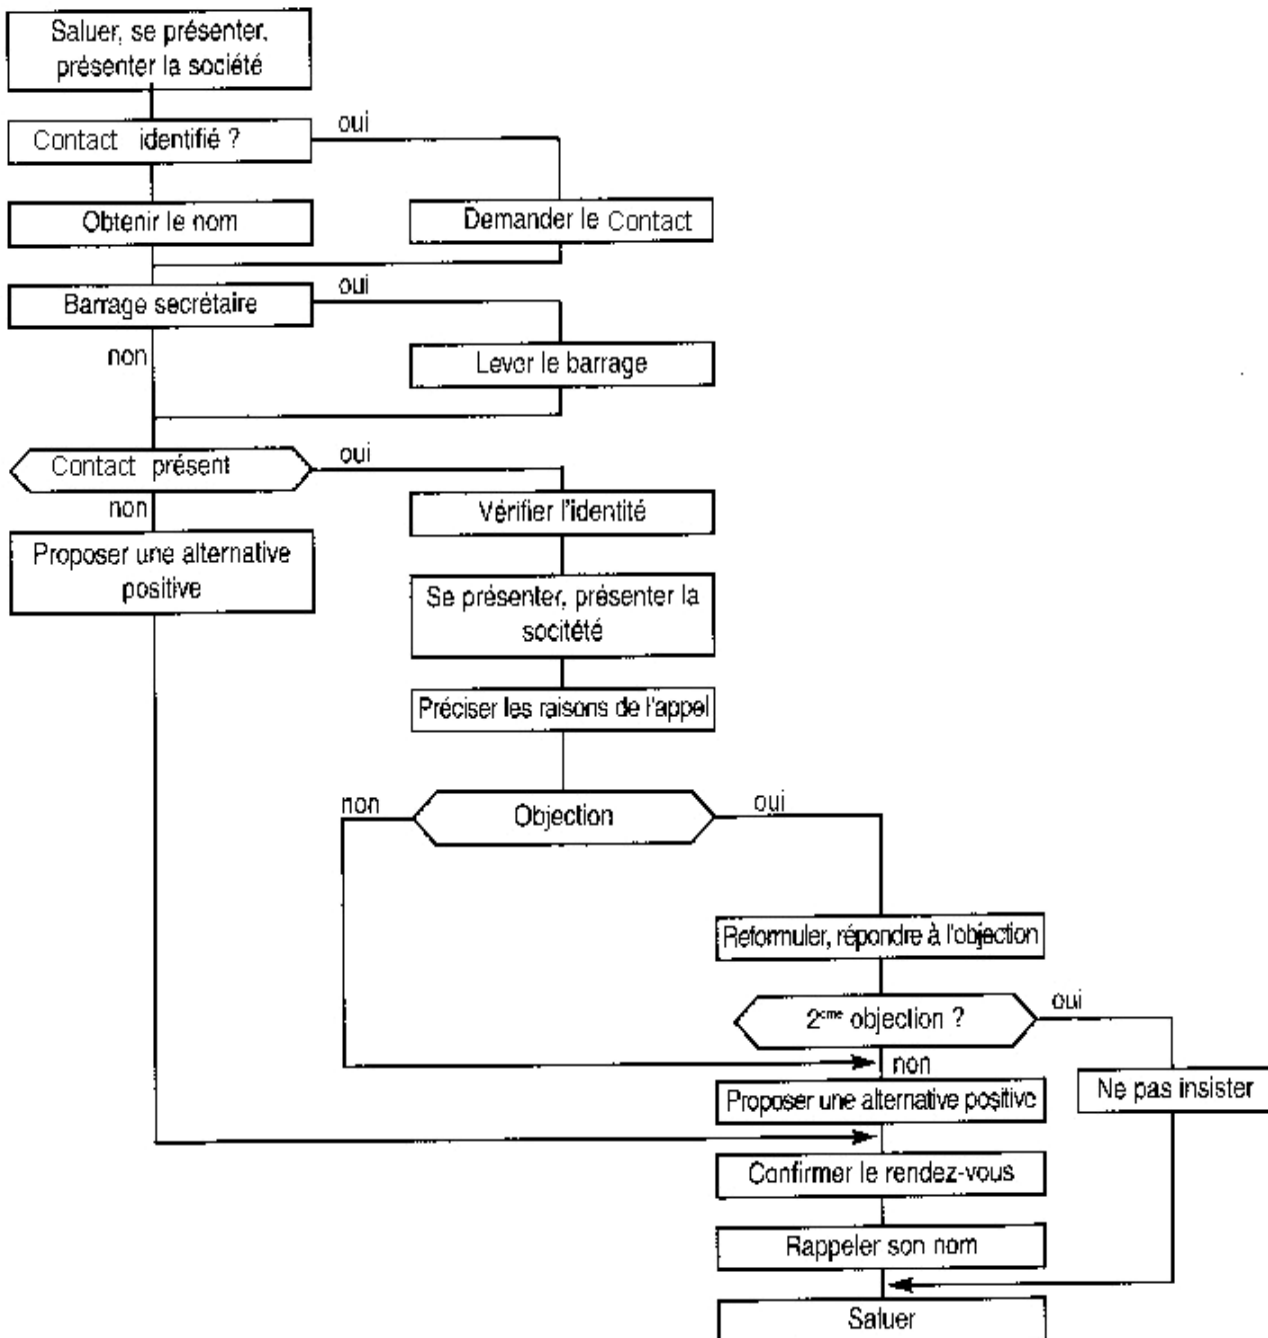 Saluer, se présenter,
présenter la société
oui
Contact identifié ?
Obtenir le nom
Demander le Contact
oui
Barrage secrétaire
non
Lever le barrage
oui
Contact présent
non
Vérifier l'identité
Proposer une alternative
positive
Se présenter, présenter la
socitété
Préciser les raisons de l'appel
non
Objection
oui
Reformuler, répondre à l'objection
oui
2ème objection ?
non
Ne pas insister
Proposer une alternative positive
Confirmer le rendez-vous
Rappeler son nom
Saluer